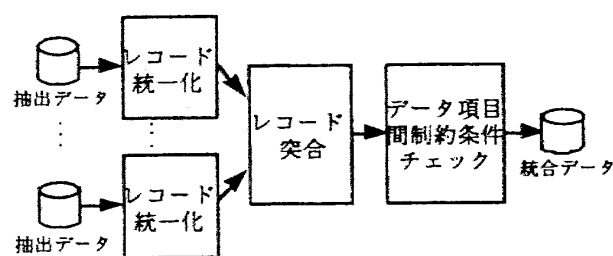 抽出データ
レコード
統一化
抽出データ
レコード
統一化
レコード
突合
データ項目
間制約条件
チェック
統合データ